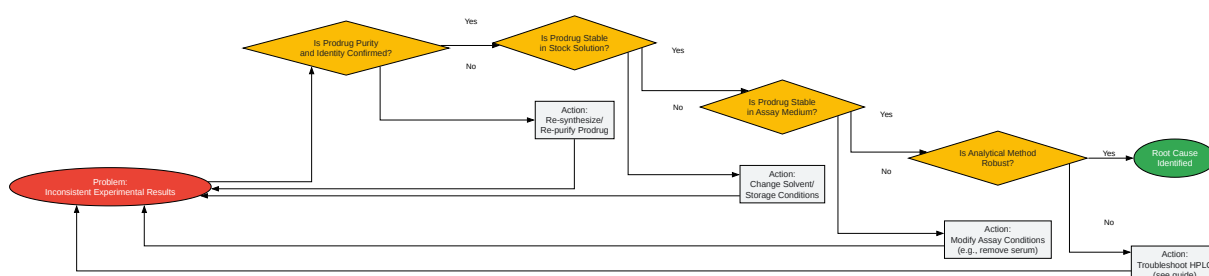 Yes
Is Prodrug Purity
and Identity Confirmed?
Is Prodrug Stable
in Stock Solution?
Yes
No
Is Prodrug Stable
in Assay Medium?
No
Yes
Action:
Re-synthesize/
Re-purify Prodrug
Is Analytical Method
Robust?
Yes
Root Cause
Identified
No
Problem:
Inconsistent Experimental Results
Action:
Change Solvent/
Storage Conditions
No
Action:
Modify Assay Conditions
(e.g., remove serum)
Action:
Troubleshoot HPLC
(see guide)